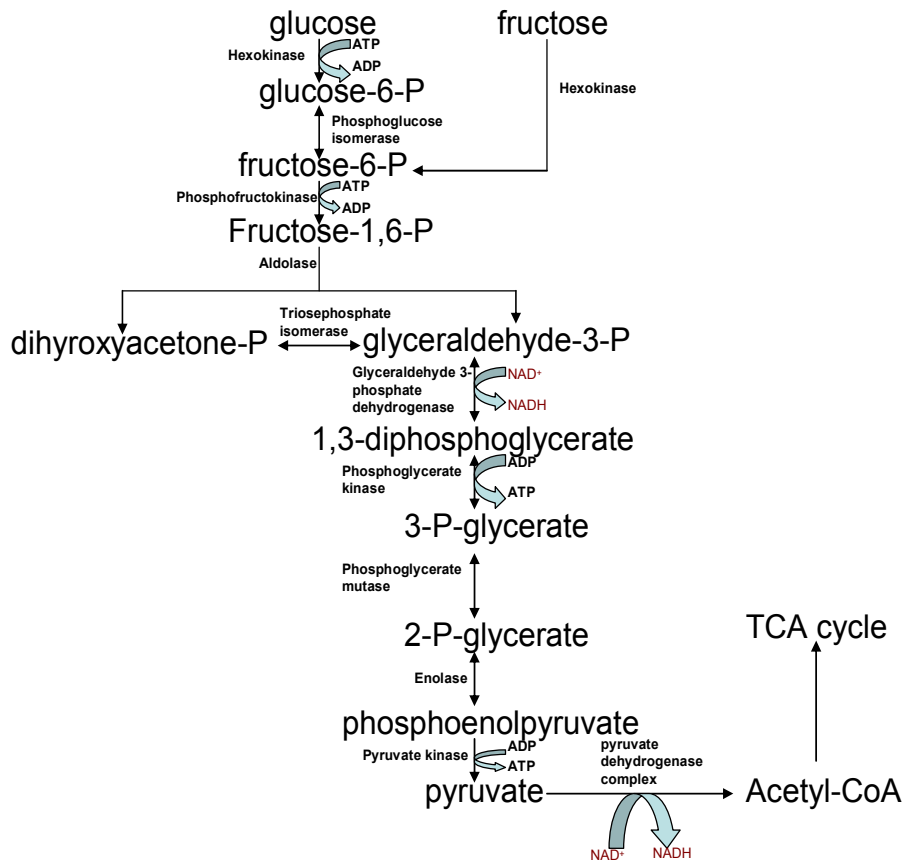 glucose
fructose
Hexokinase
ATP
ADP
Hexokinase
glucose-6-P
Phosphoglucose
isomerase
fructose-6-P
Phosphofructokinase
ATP
ADP
Fructose-1,6-P
Aldolase
Triosephosphate
isomerase
dihyroxyacetone-P
glyceraldehyde-3-P
Glyceraldehyde 3-
phosphate
dehydrogenase
NAD+
NADH
1,3-diphosphoglycerate
Phosphoglycerate
kinase
ADP
ATP
3-P-glycerate
Phosphoglycerate
mutase
2-P-glycerate
TCA cycle
Enolase
phosphoenolpyruvate
Pyruvate kinase
ADP
ATP
pyruvate
dehydrogenase
complex
pyruvate
Acetyl-CoA
NAD+
NADH